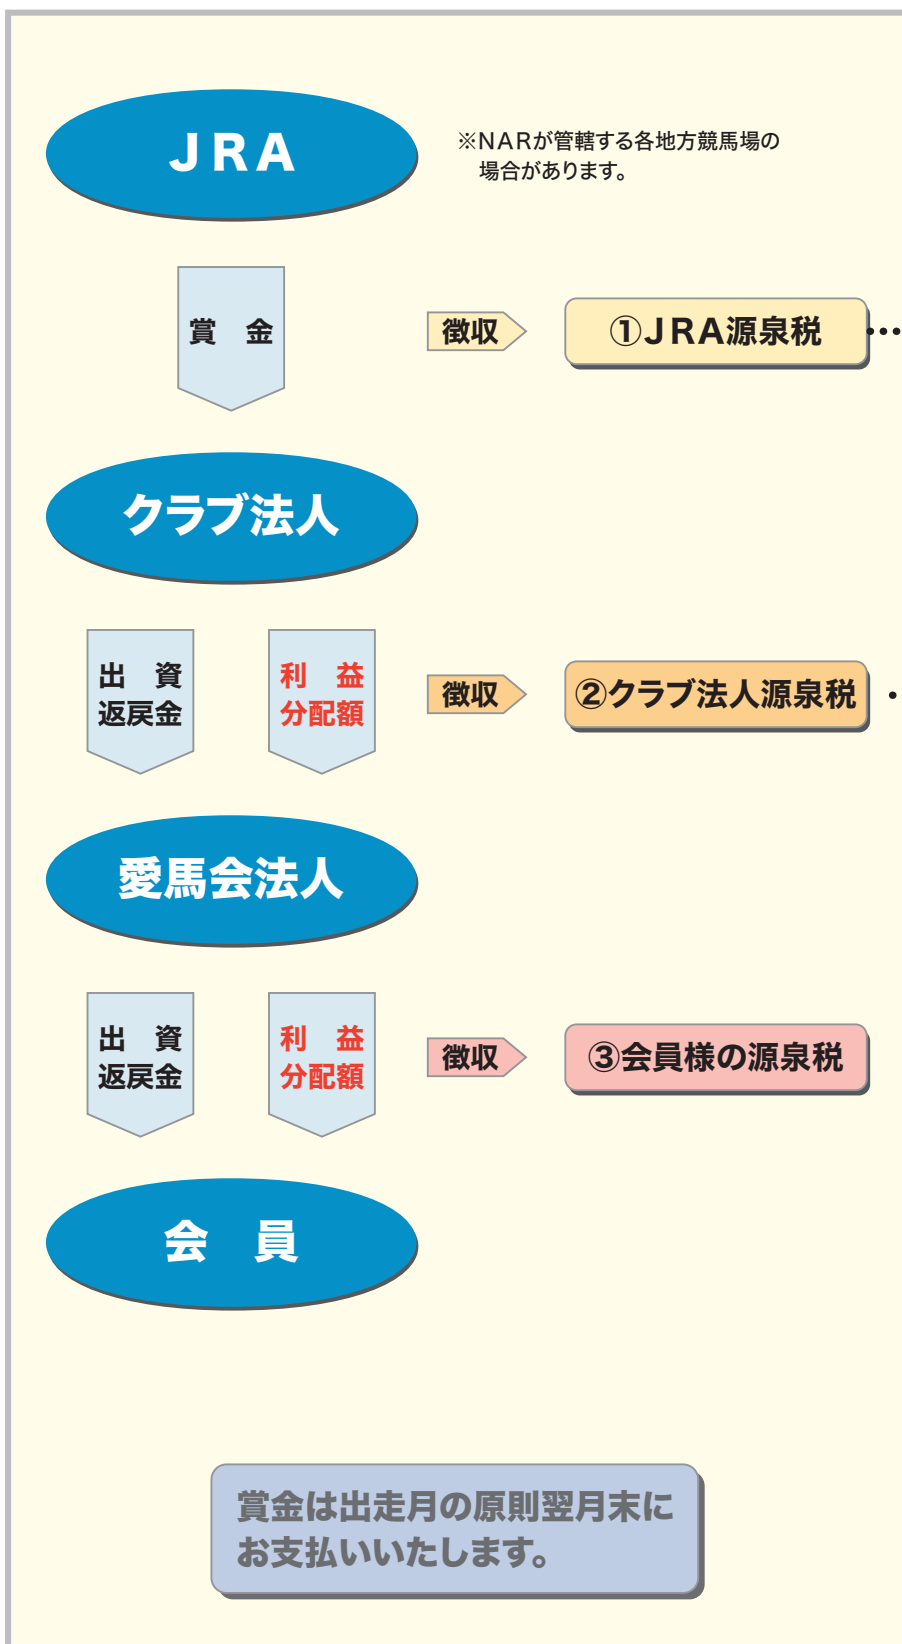 JRA
※NARが管轄する各地方競馬場の
場合があります。
賞 金
徴収
①JRA源泉税
クラブ法人
出 資
返戻金
利 益
分配額
徴収
②クラブ法人源泉税
愛馬会法人
出 資
返戻金
利 益
分配額
徴収
③会員様の源泉税
会 員
賞金は出走月の原則翌月末に
お支払いいたします。